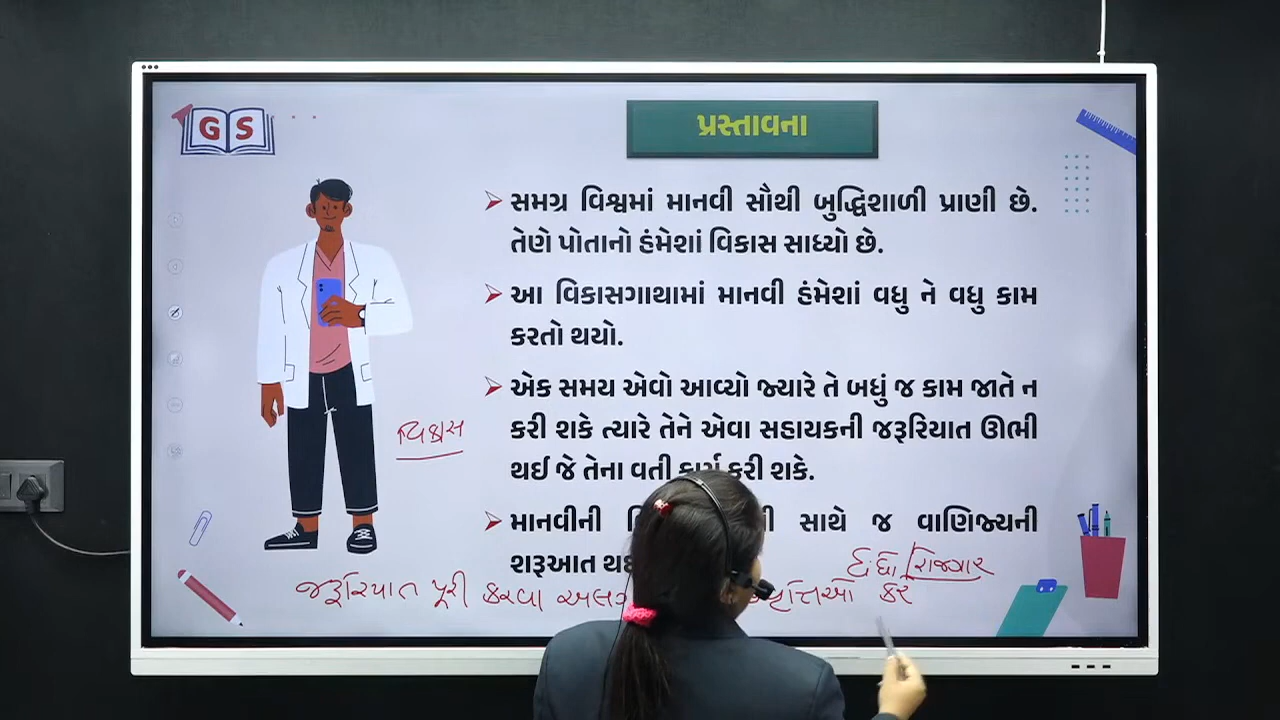 GS
પ્રસ્તાવના
સમગ્ર વિશ્વમાં માનવી સૌથી બુદ્ધિશાળી પ્રાણી છે.
તેણે પોતાનો હંમેશાં વિકાસ સાધ્યો છે.
આ વિકાસગાથામાં માનવી હંમેશાં વધુ ને વધુ કામ
કરતો થયો.
એક સમય એવો આવ્યો જ્યારે તે બધું જ કામ જાતે ન
કરી શકે ત્યારે તેને એવા સહાયકની જરૂરિયાત ઊભી
થઈ જે તેના વતી કાર્ય કરી શકે.
વિકાસ
માનવીની સાથે જ વાણિજ્યની
શરૂઆત
ધંધો/રોજગાર
જરૂરિયાત પૂરી કરવા કરે